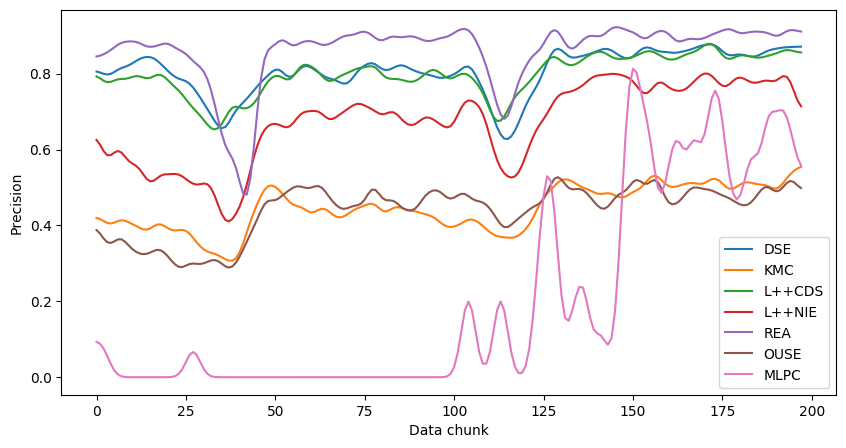 Precision
0.8
0.6
0.4
0.2
0.0
0
25
50
75
100
125
150
175
200
Data chunk
DSE
KMC
L++CDS
L++NIE
REA
OUSE
MLPC